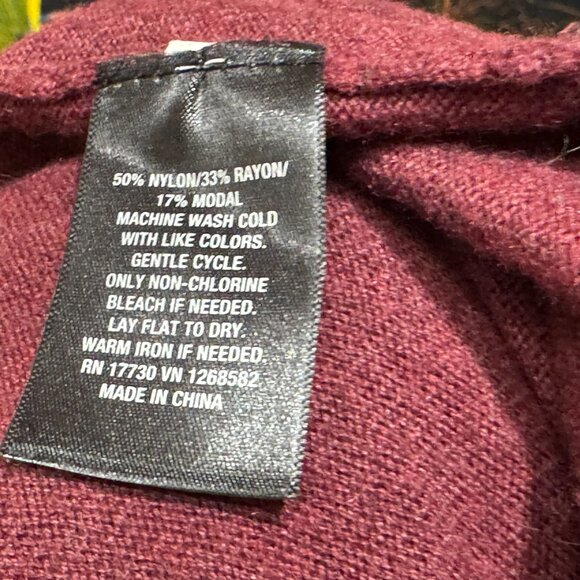 50% NYLON/33% RAYON/
17% MODAL
MACHINE WASH COLD
WITH LIKE COLORS.
GENTLE CYCLE.
ONLY NON-CHLORINE
BLEACH IF NEEDED.
LAY FLAT TO DRY.
WARM IRON IF NEEDED.
RN 17730 VN 1268582
MADE IN CHINA